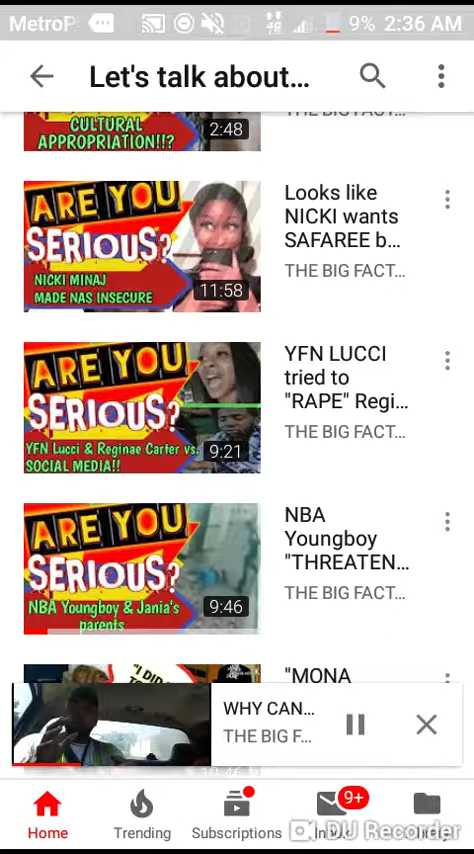 MetroP
9% 2:36 AM
Let's talk about...
CULTURAL
APPROPRIATION!!?
2:48
ARE YOU
SERIOUS?
NICKI MINAJ
MADE NAS INSECURE
11:58
Looks like
NICKI wants
SAFAREE b...
THE BIG FACT...
ARE YOU
SERIOUS?
YFN Lucci & Reginae Carter vs.
SOCIAL MEDIA!!
9:21
YFN LUCCI
tried to
"RAPE" Regi...
THE BIG FACT...
ARE YOU
SERIOUS?
NBA Youngboy & Jania's
parents
9:46
NBA
Youngboy
"THREATEN...
THE BIG FACT...
"I DID
"MONA
WHY CAN...
THE BIG F...
9+
Home
Trending
Subscriptions
DU Recorder